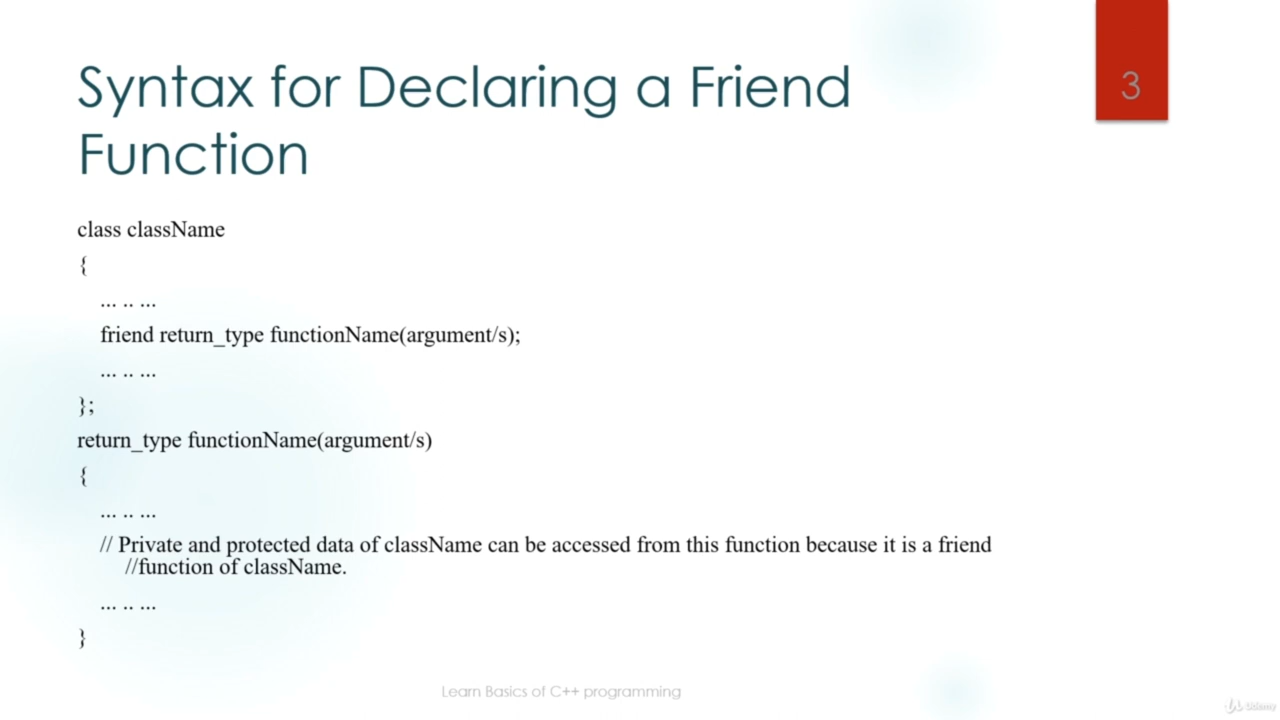 Syntax for Declaring a Friend
Function
3
class className
{
... .. ...
friend return_type functionName(argument/s);
... .. ...
};
return_type functionName(argument/s)
{
... .. ...
// Private and protected data of className can be accessed from this function because it is a friend
//function of className.
... .. ...
}
Learn Basics of C++ programming
Udemy